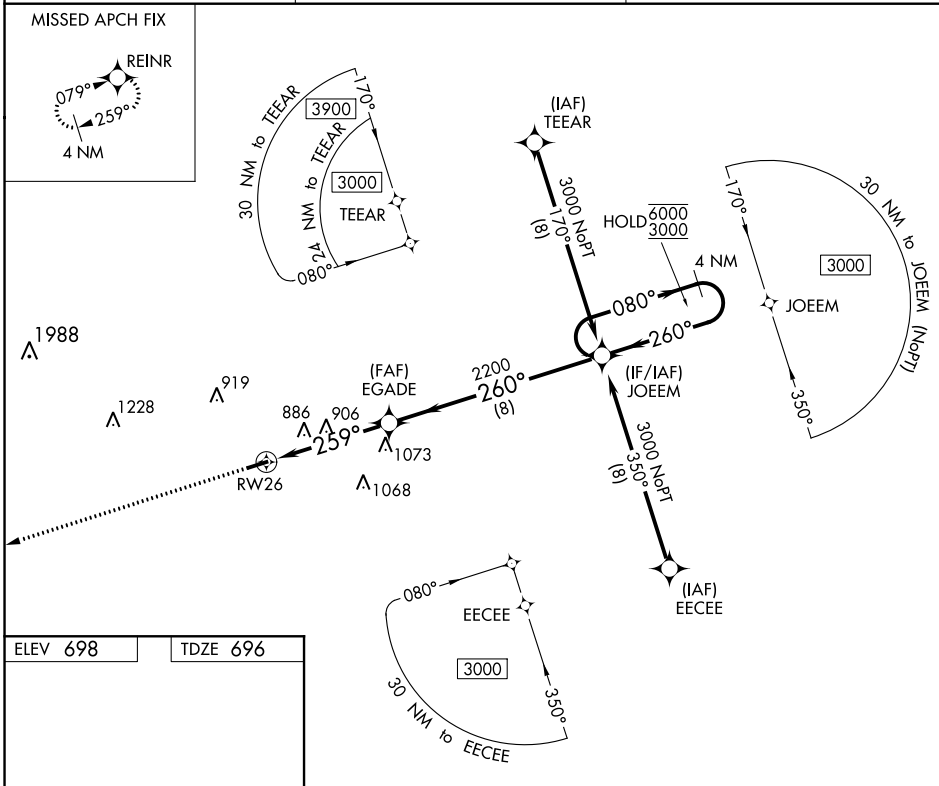 MISSED APCH FIX
REINR
079°
259°
4 NM
30 NM to TEEAR
3900
170°
24 NM to TEEAR
3000
TEEAR
080°
(IAF)
TEEAR
3000 NoPT
170°
(8)
HOLD 6000
3000
4 NM
080°
260°
(IF/IAF)
JOEEM
170°
30 NM to JOEEM (NoPT)
3000
JOEEM
350°
1988
1228
919
886
906
(FAF)
EGADE
2200
260°
(8)
259°
1073
1068
RW26
3000 NoPT
350°
(8)
(IAF)
EECEE
080°
EECEE
3000
350°
30 NM to EECEE
ELEV 698
TDZE 696